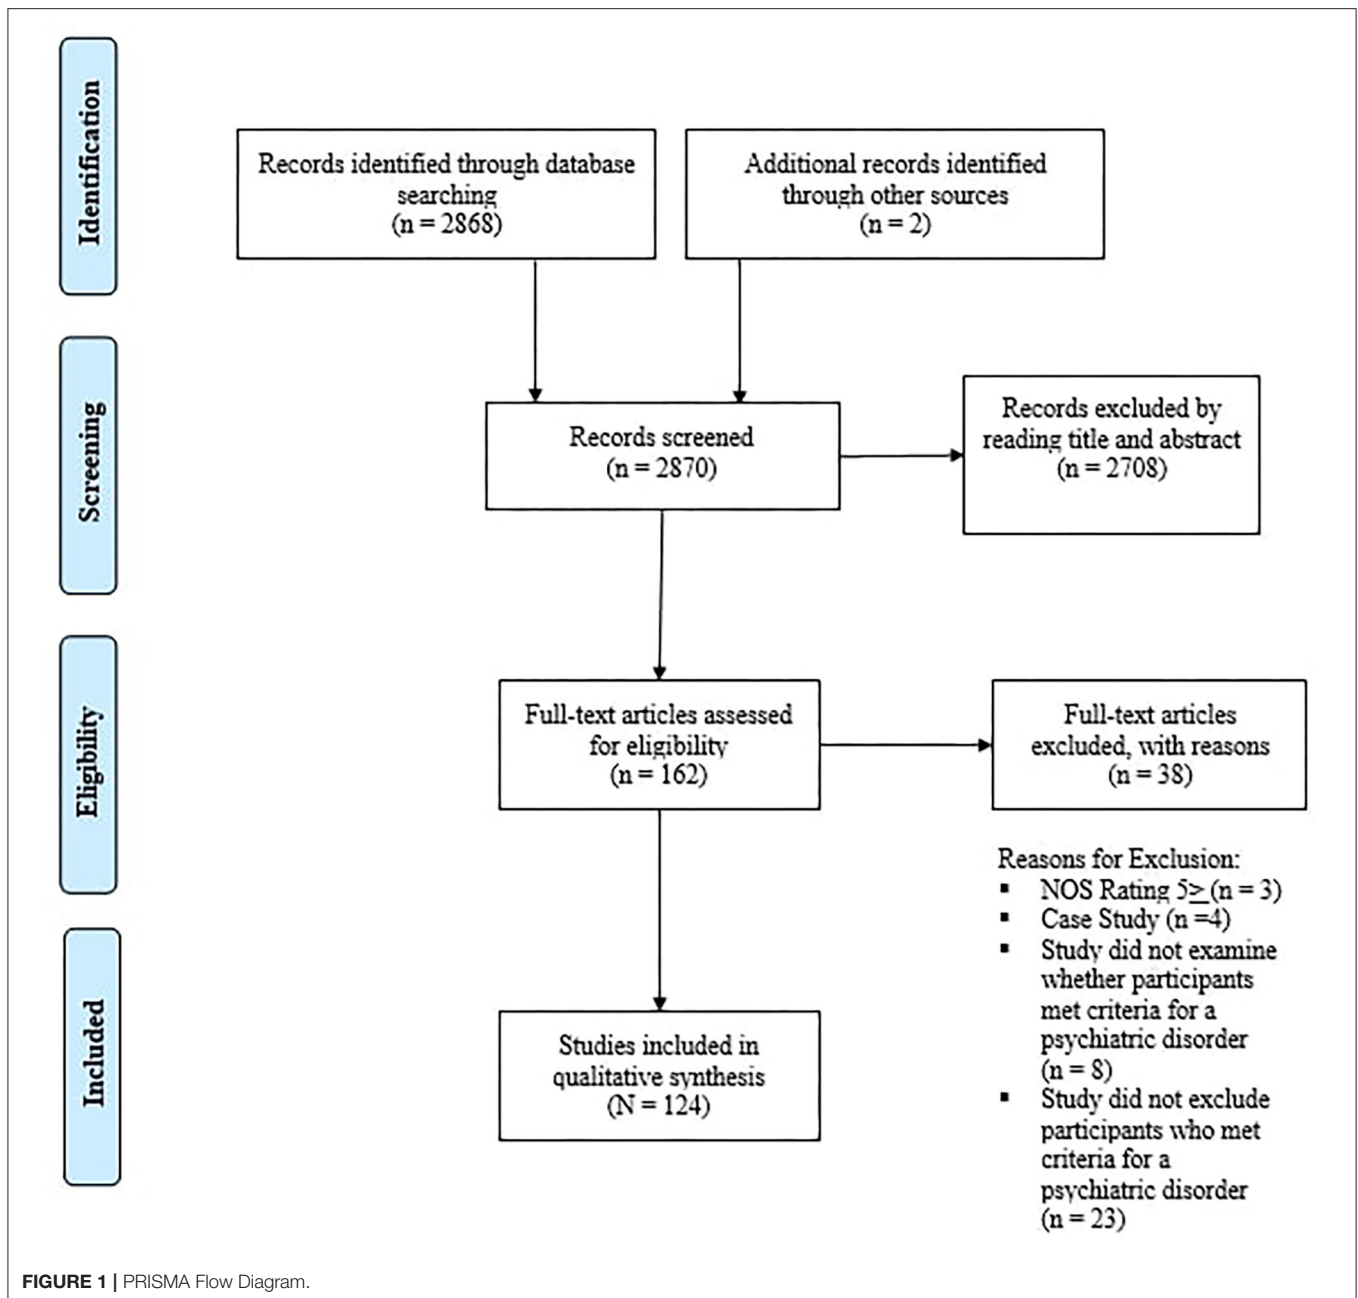 Identification
Records identified through database
searching
(n = 2868)
Additional records identified
through other sources
(n = 2)
Screening
Records screened
(n = 2870)
Records excluded by
reading title and abstract
(n = 2708)
Eligibility
Full-text articles assessed
for eligibility
(n = 162)
Full-text articles
excluded, with reasons
(n = 38)
Reasons for Exclusion:
▪ NOS Rating 5≥ (n = 3)
▪ Case Study (n =4)
▪ Study did not examine
whether participants
met criteria for a
psychiatric disorder
(n = 8)
▪ Study did not exclude
participants who met
criteria for a
psychiatric disorder
(n = 23)
Included
Studies included in
qualitative synthesis
(N = 124)
FIGURE 1 | PRISMA Flow Diagram.